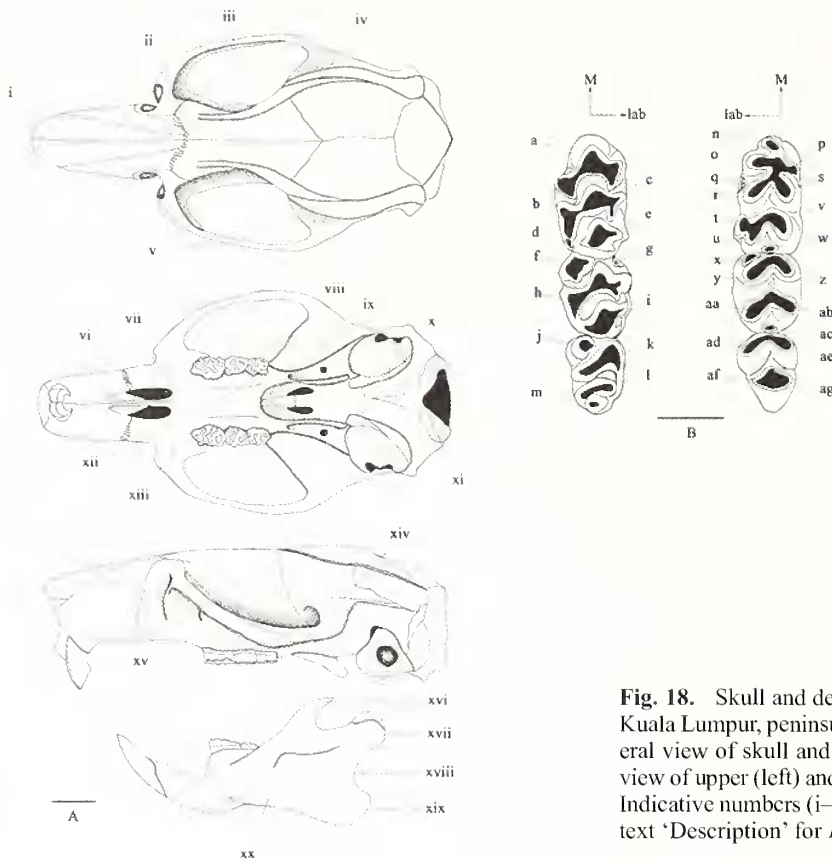 i
ii
iii
iv
v
vi
vii
viii
ix
x
xi
xii
xiii
xiv
xv
xvi
xvii
xviii
xix
xx
A
M
lab
a
b
c
d
e
f
g
h
i
j
k
l
m
M
lab
n
o
p
q
r
s
t
u
v
w
x
y
z
aa
ab
ac
ad
ae
af
ag
B
Fig. 18. Skull and de
Kuala Lumpur, peninsu
eral view of skull and
view of upper (left) and
Indicative numbers (i–
text ‘Description’ for